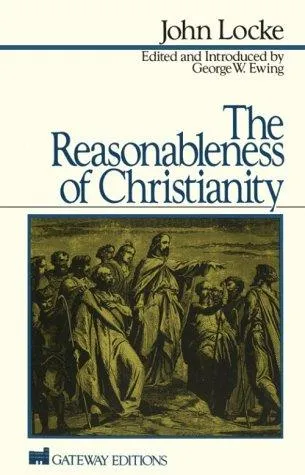 John Locke
Edited and Introduced by
George W. Ewing
The
Reasonableness
of Christianity
GATEWAY EDITIONS